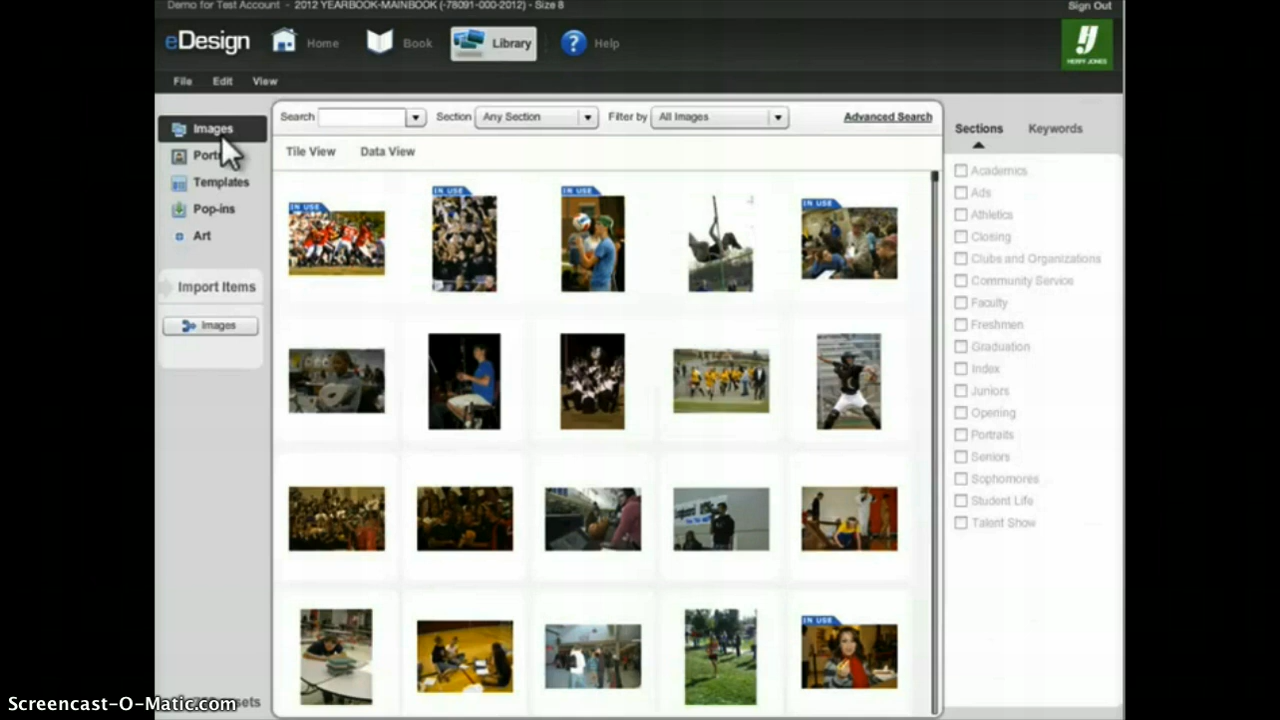 Demo for Test Account - 2012 YEARBOOK-MAINBOOK (-78091-000-2012) - Size 8
Sign Out
eDesign
Home
Book
Library
? Help
HERFF JONES
File Edit View
Images
Templates
Pop-ins
Art
Import Items
Images
Search
Section Any Section
Filter by All Images
Advanced Search
Tile View Data View
IN USE
IN USE
IN USE
IN USE
IN USE
Sections Keywords
Academics
Ads
Athletics
Closing
Clubs and Organizations
Community Service
Faculty
Freshmen
Graduation
Index
Juniors
Opening
Portraits
Seniors
Sophomores
Student Life
Talent Show
Screencast-O-Matic.com